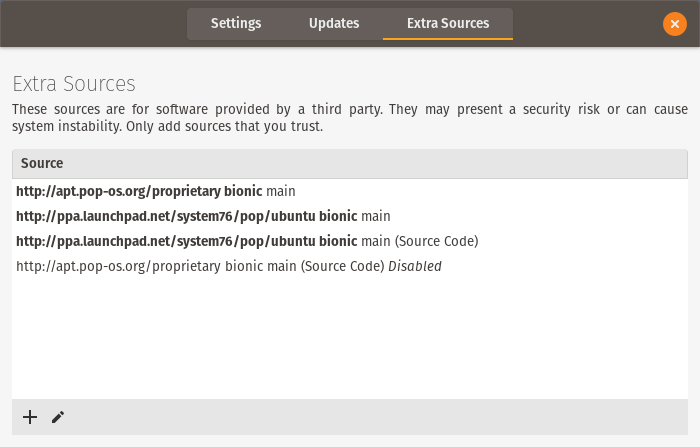 Settings Updates Extra Sources
Extra Sources
These sources are for software provided by a third party. They may present a security risk or can cause
system instability. Only add sources that you trust.
Source
http://apt.pop-os.org/proprietary bionic main
http://ppa.launchpad.net/system76/pop/ubuntu bionic main
http://ppa.launchpad.net/system76/pop/ubuntu bionic main (Source Code)
http://apt.pop-os.org/proprietary bionic main (Source Code) Disabled